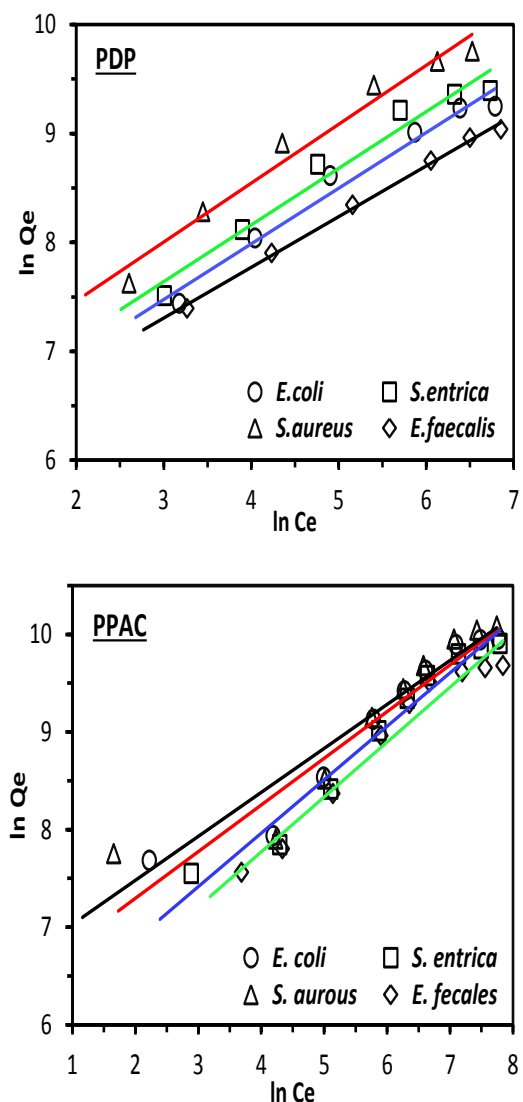 PDP
10
9
8
7
6
ln Qe
E.coli
S.entrica
S.aureus
E.faecalis
2 3 4 5 6 7
ln Ce
PPAC
10
9
8
7
6
ln Qe
E. coli
S. entrica
S. aurous
E. fecales
1 2 3 4 5 6 7 8
ln Ce